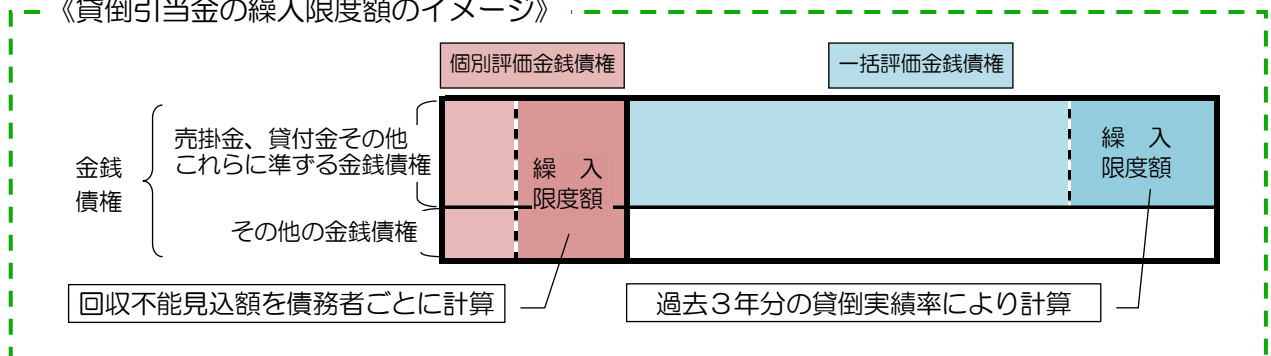 《貸倒引当金の繰入限度額のイメージ》
個別評価金銭債権
一括評価金銭債権
金銭
債権
売掛金、貸付金その他
これらに準ずる金銭債権
その他の金銭債権
繰　入
限度額
繰　入
限度額
回収不能見込額を債務者ごとに計算
過去３年分の貸倒実績率により計算